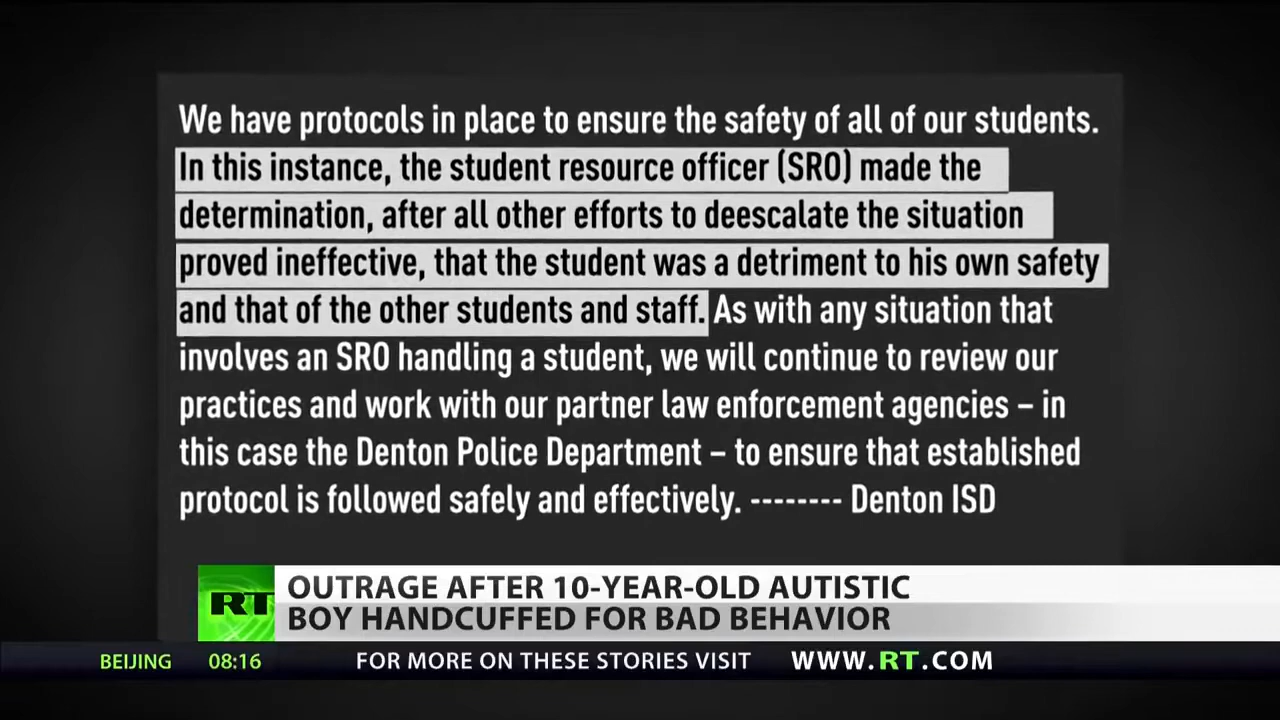 We have protocols in place to ensure the safety of all of our students.
In this instance, the student resource officer (SRO) made the
determination, after all other efforts to deescalate the situation
proved ineffective, that the student was a detriment to his own safety
and that of the other students and staff. As with any situation that
involves an SRO handling a student, we will continue to review our
practices and work with our partner law enforcement agencies – in
this case the Denton Police Department – to ensure that established
protocol is followed safely and effectively. -------- Denton ISD
RT
OUTRAGE AFTER 10-YEAR-OLD AUTISTIC
BOY HANDCUFFED FOR BAD BEHAVIOR
BEIJING 08:16 FOR MORE ON THESE STORIES VISIT WWW.RT.COM